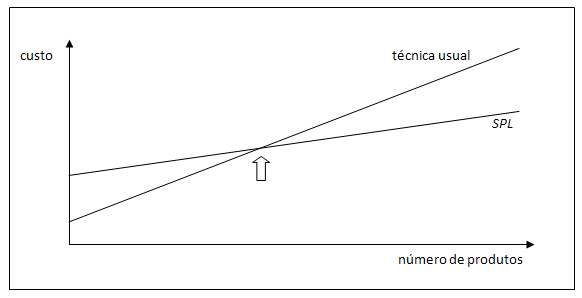 custo
técnica usual
SPL
número de produtos